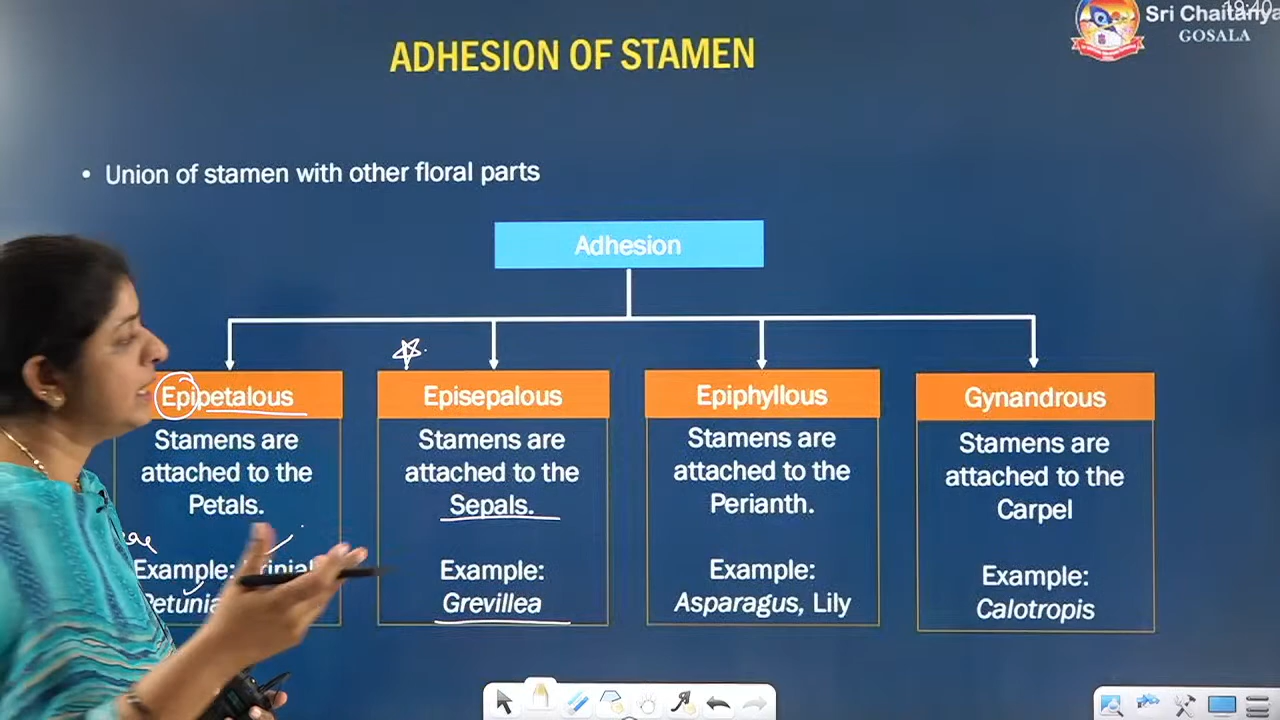 19:40
Sri Chaitanya
GOSALA
ADHESION OF STAMEN
• Union of stamen with other floral parts
Adhesion
Epipetalous
Stamens are
attached to the
Petals.
Example:
Petunia
Episepalous
Stamens are
attached to the
Sepals.
Example:
Grevillea
Epiphyllous
Stamens are
attached to the
Perianth.
Example:
Asparagus, Lily
Gynandrous
Stamens are
attached to the
Carpel
Example:
Calotropis